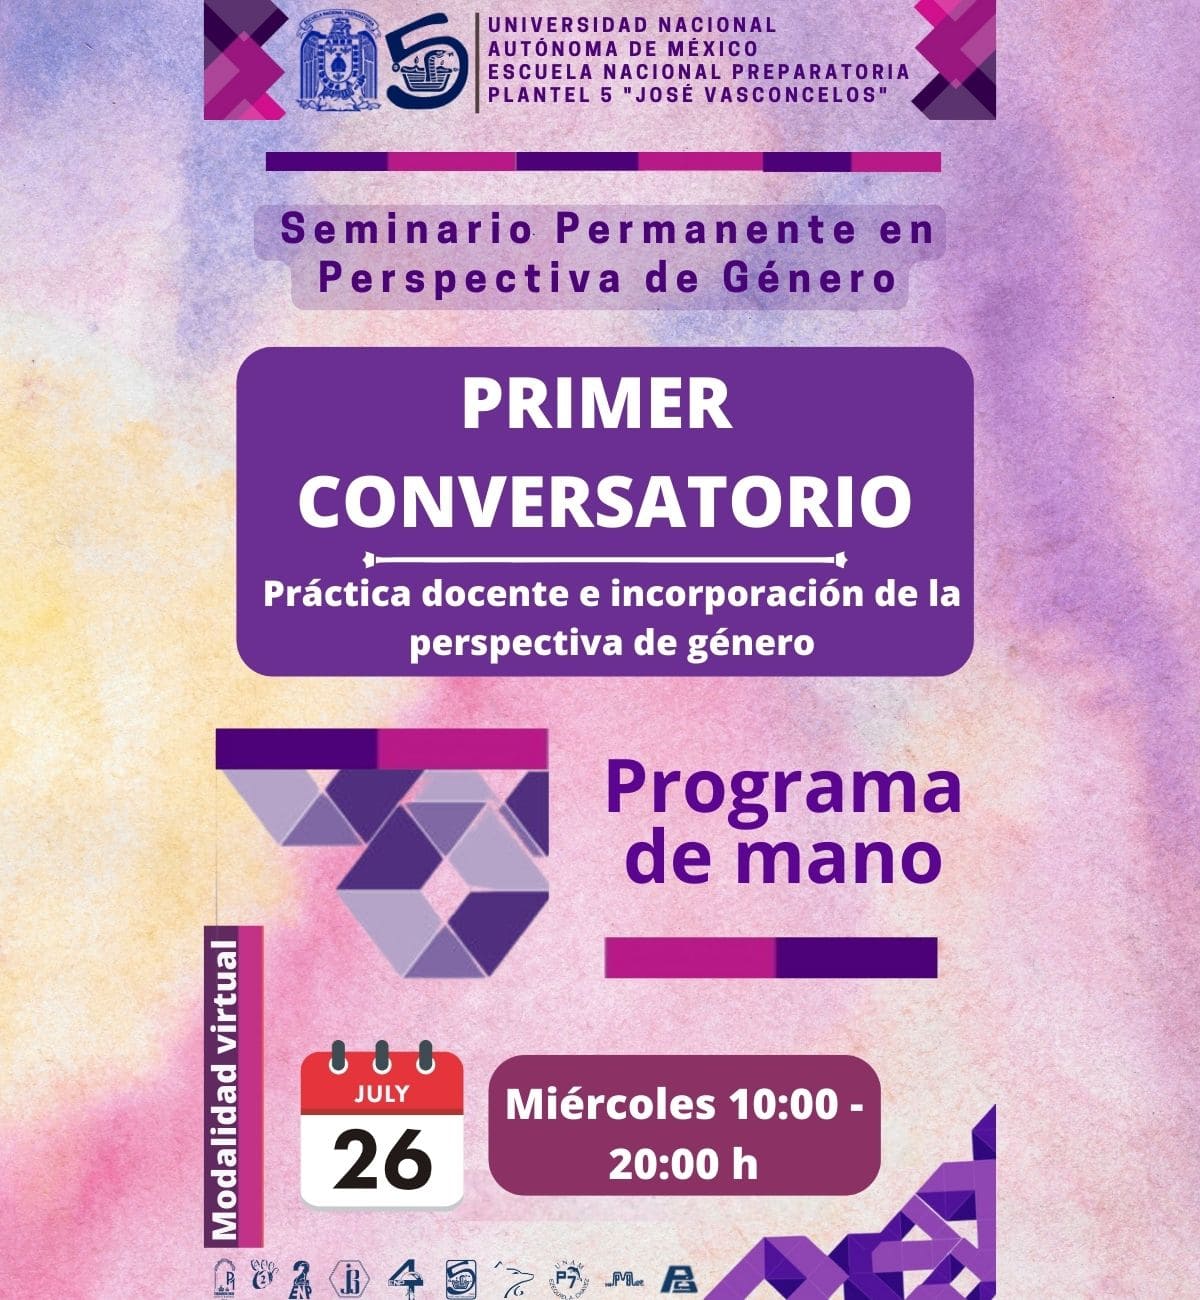 UNIVERSIDAD NACIONAL
AUTÓNOMA DE MÉXICO
ESCUELA NACIONAL PREPARATORIA
PLANTEL 5 "JOSÉ VASCONCELOS"
Seminario Permanente en
Perspectiva de Género
PRIMER
CONVERSATORIO
Práctica docente e incorporación de la
perspectiva de género
Programa
de mano
Modalidad virtual
JULY
26
Miércoles 10:00 -
20:00 h